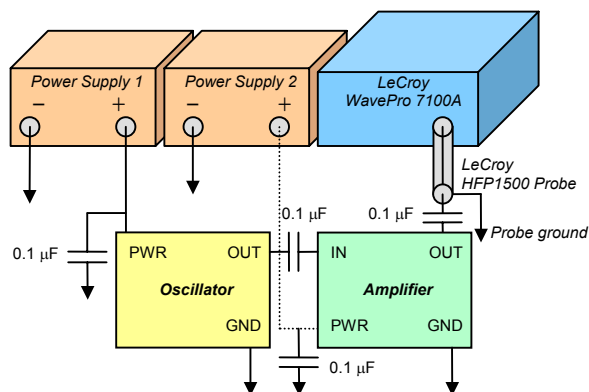 Power Supply 1
− +
Power Supply 2
− +
LeCroy
WavePro 7100A
LeCroy
HFP1500 Probe
0.1 μF
0.1 μF
Probe ground
0.1 μF
PWR OUT
Oscillator
GND
IN OUT
Amplifier
PWR GND
0.1 μF